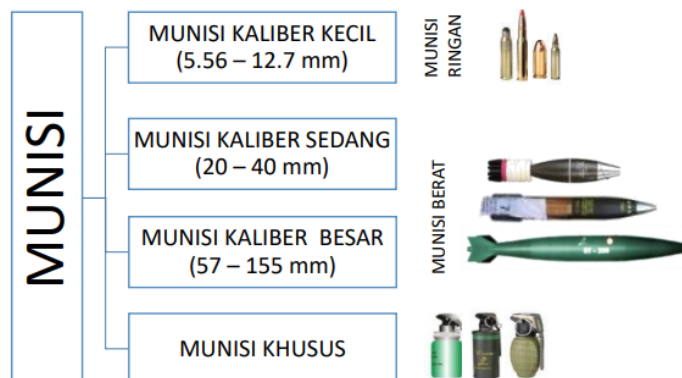 MUNISI
MUNISI KALIBER KECIL
(5.56 – 12.7 mm)
MUNISI KALIBER SEDANG
(20 – 40 mm)
MUNISI KALIBER BESAR
(57 – 155 mm)
MUNISI KHUSUS
MUNISI
RINGAN
MUNISI BERAT